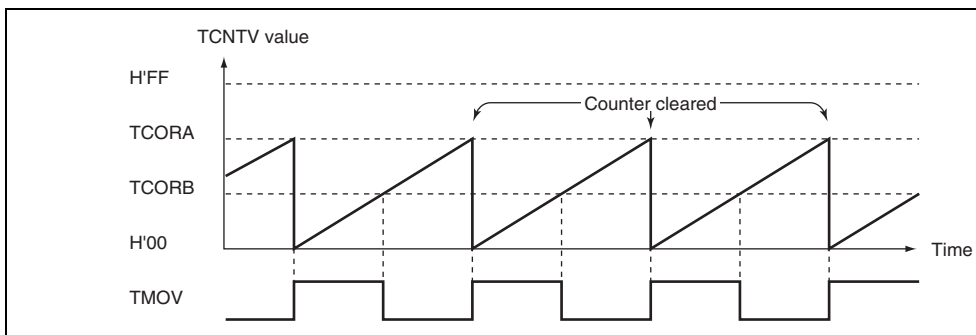 TCNTV value
H'FF
Counter cleared
TCORA
TCORB
H'00
Time
TMOV